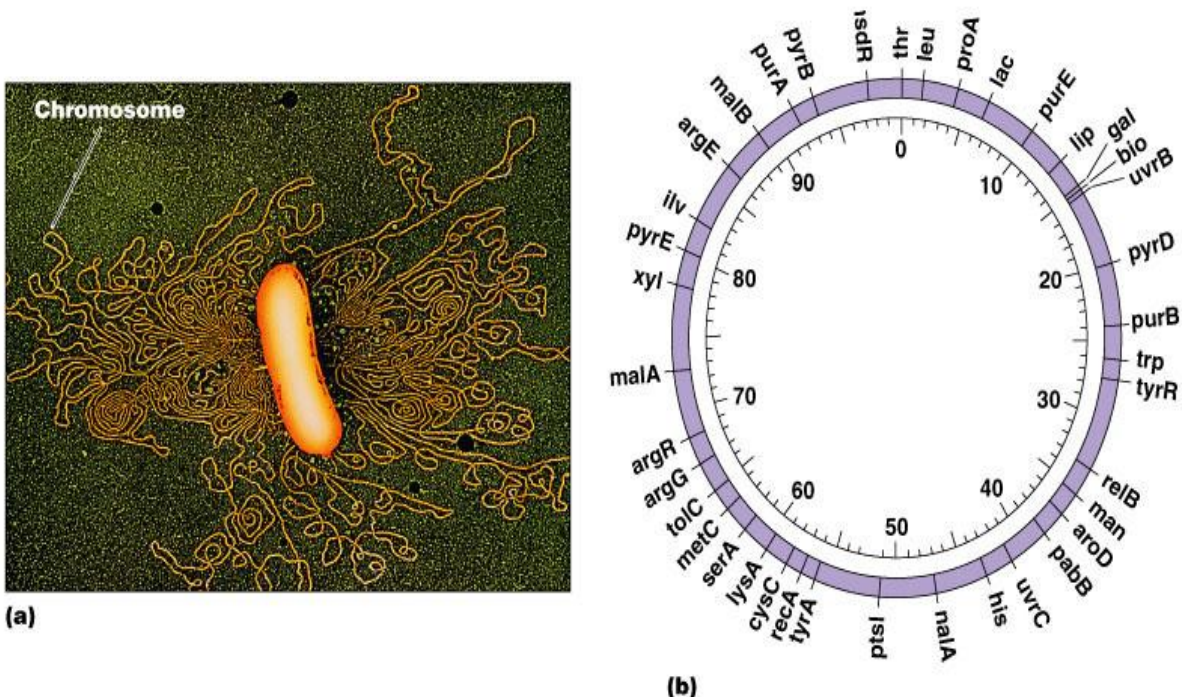 Chromosome
(a)
thr
leu
proA
lac
purE
lip
gal
bio
uvrB
pyrD
purB
trp
tyrR
relB
man
aroD
pabB
uvrC
his
nalA
ptsI
tyrA
recA
cysC
lysA
serA
metC
tolC
argG
argR
malA
xyl
pyrE
ilv
argE
malB
purA
pyrB
0
10
20
30
40
50
60
70
80
90
(b)